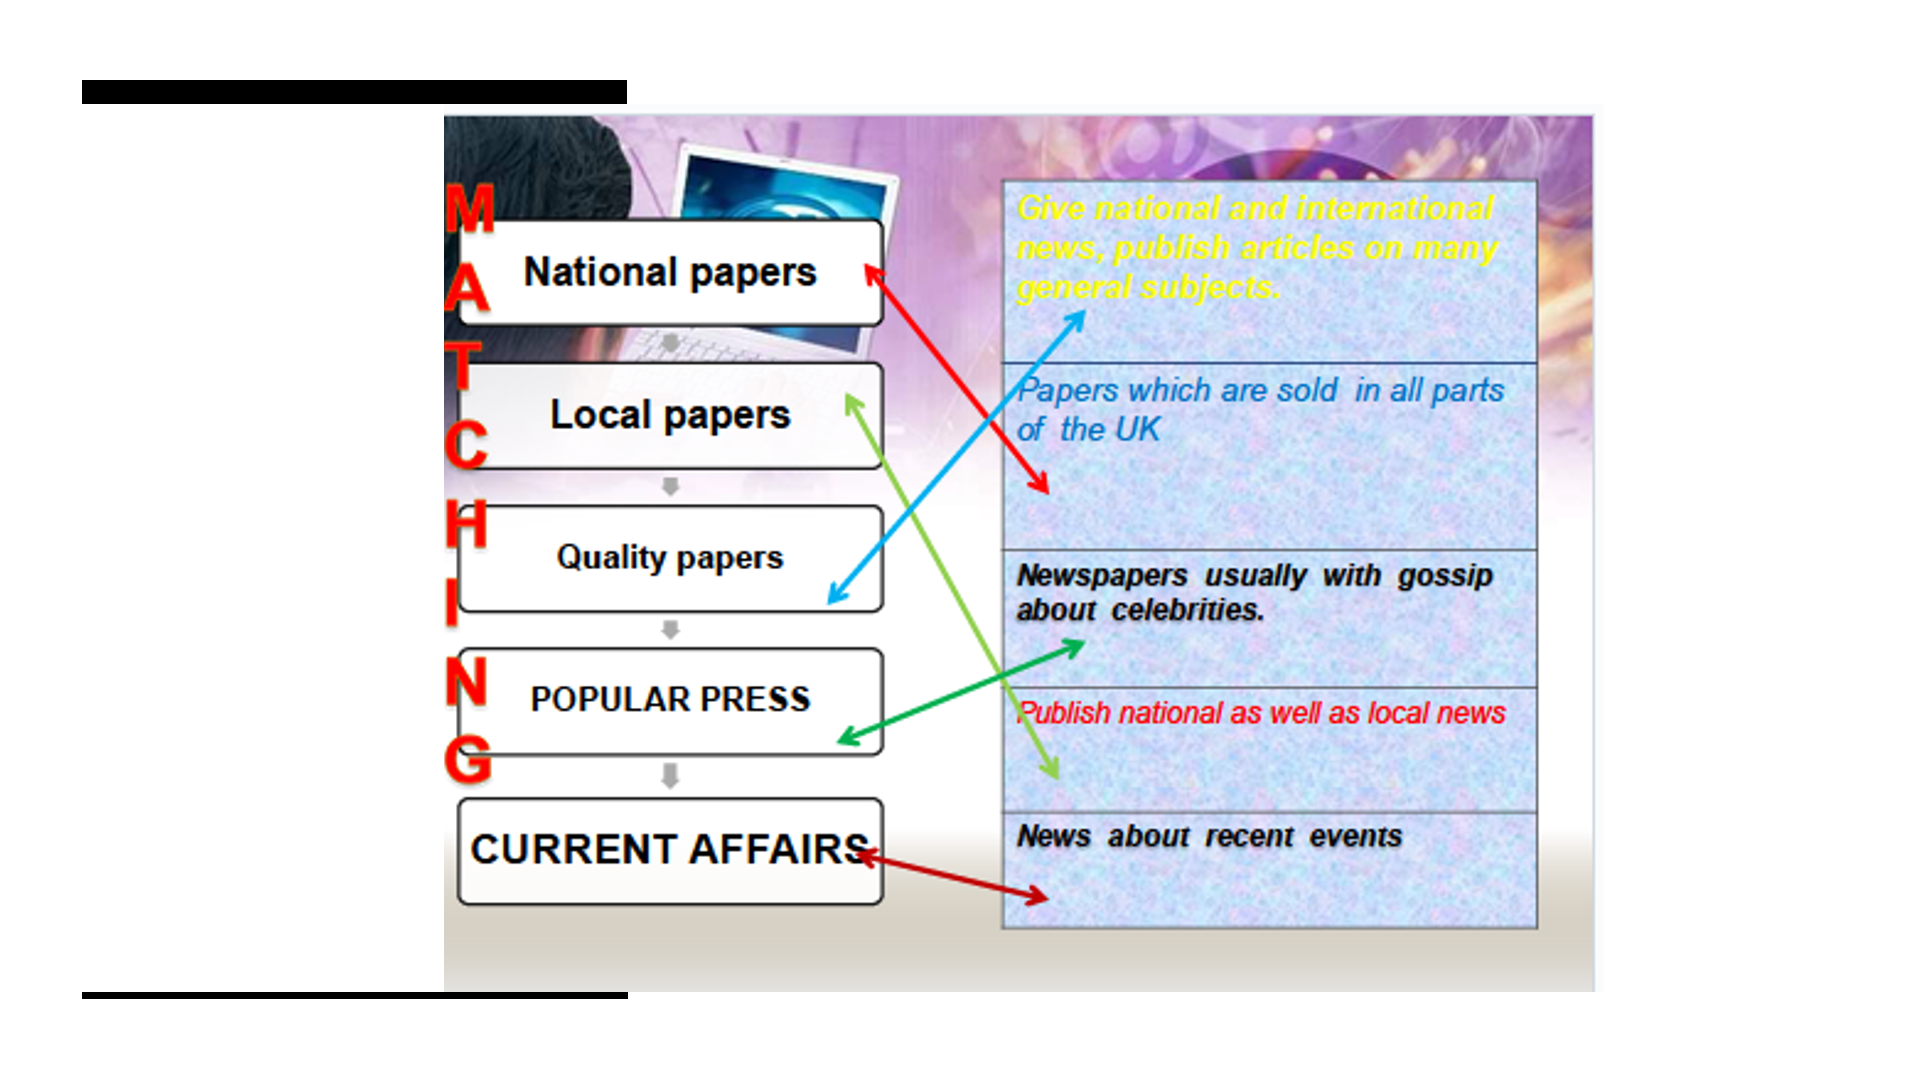 MATCHING
National papers
Local papers
Quality papers
POPULAR PRESS
CURRENT AFFAIRS
Give national and international
news, publish articles on many
general subjects.
Papers which are sold in all parts
of the UK
Newspapers usually with gossip
about celebrities.
Publish national as well as local news
News about recent events